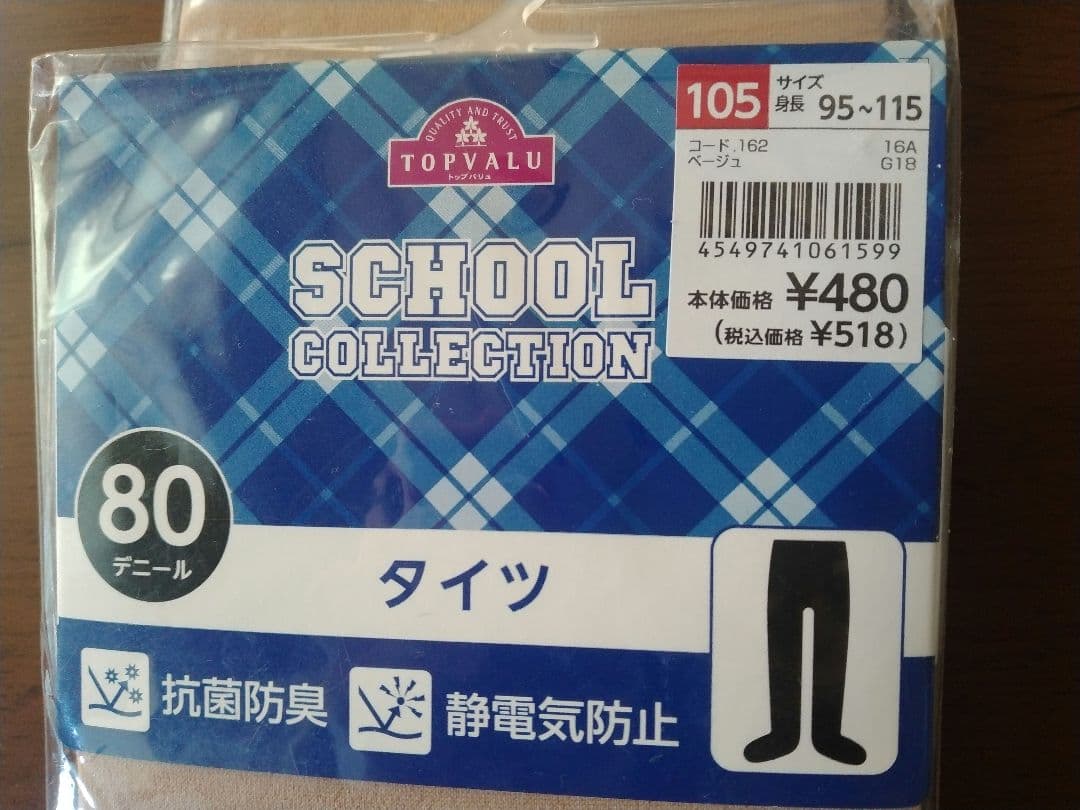 QUALITY AND TRUST
TOPVALU
トップバリュ
SCHOOL
COLLECTION
105
サイズ
身長 95~115
コード.162 16A
ベージュ G18
4549741061599
本体価格 ¥480
(税込価格 ¥518)
80
デニール
タイツ
抗菌防臭
静電気防止